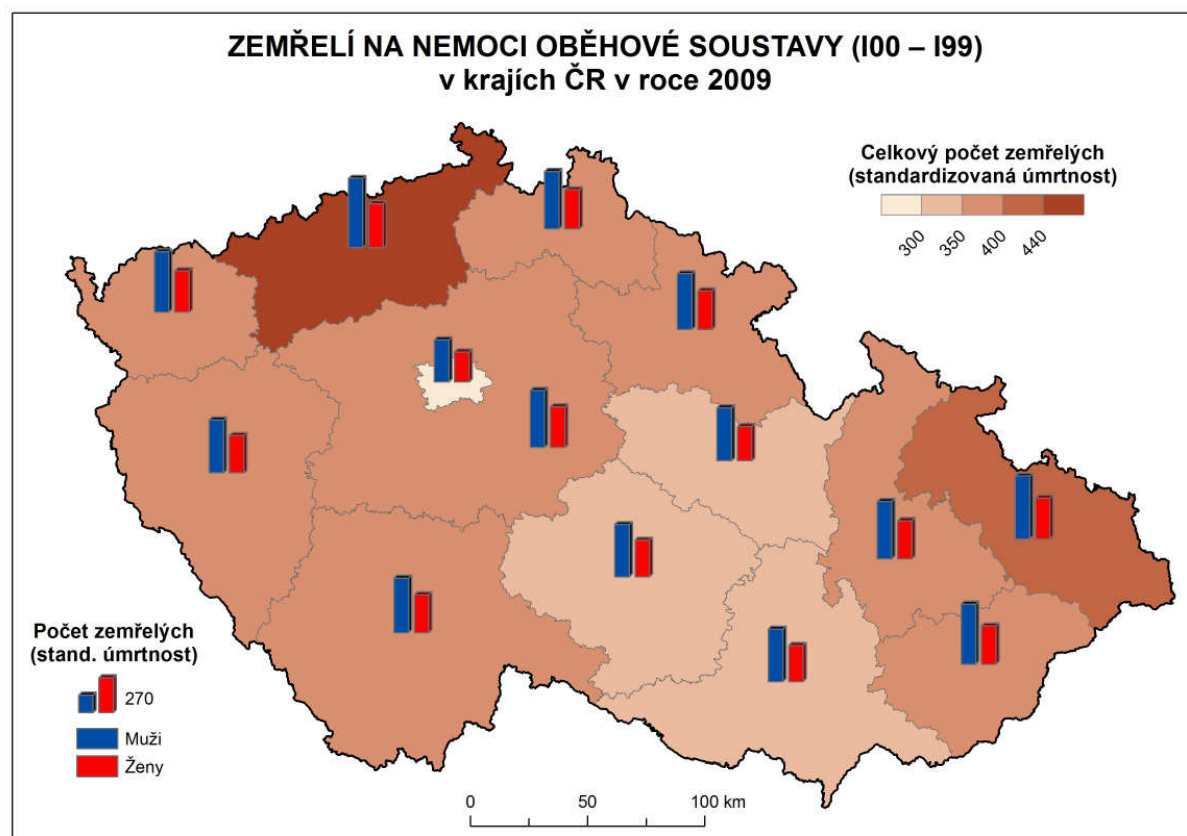 ZEMŘELÍ NA NEMOCI OBĚHOVÉ SOUSTAVY (I00 – I99)
v krajích ČR v roce 2009
Celkový počet zemřelých
(standardizovaná úmrtnost)
300
350
400
440
Počet zemřelých
(stand. úmrtnost)
270
Muži
Ženy
0 50 100 km